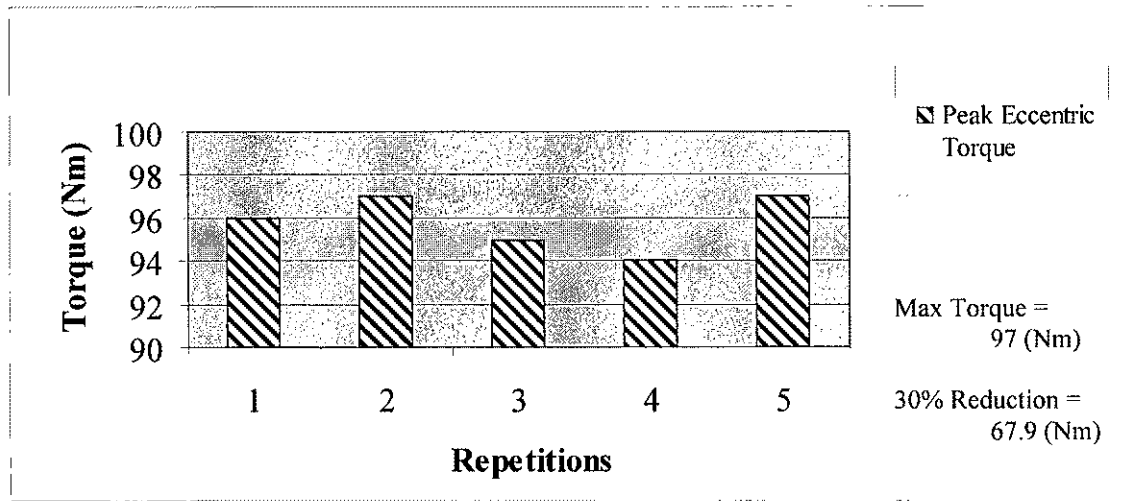 100
98
96
94
92
90
Torque (Nm)
1 2 3 4 5
Repetitions
Peak Eccentric
Torque
Max Torque =
97 (Nm)
30% Reduction =
67.9 (Nm)